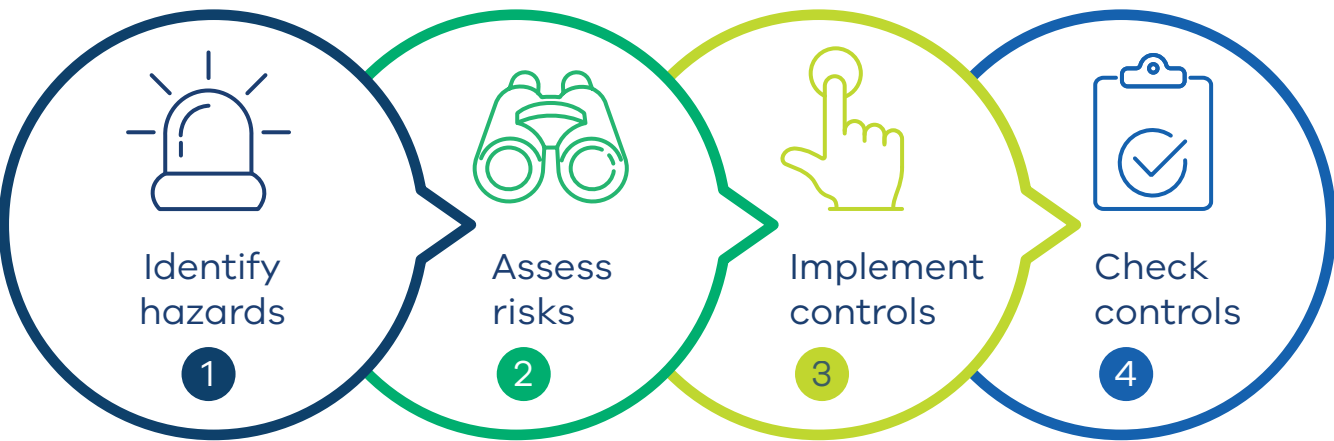 Identify
hazards
1
Assess
risks
2
Implement
controls
3
Check
controls
4